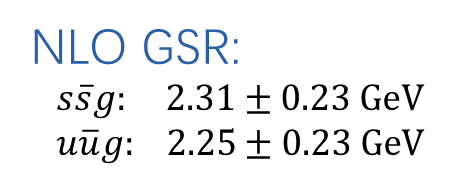 NLO GSR:
ss̄g: 2.31 ± 0.23 GeV
uūg: 2.25 ± 0.23 GeV